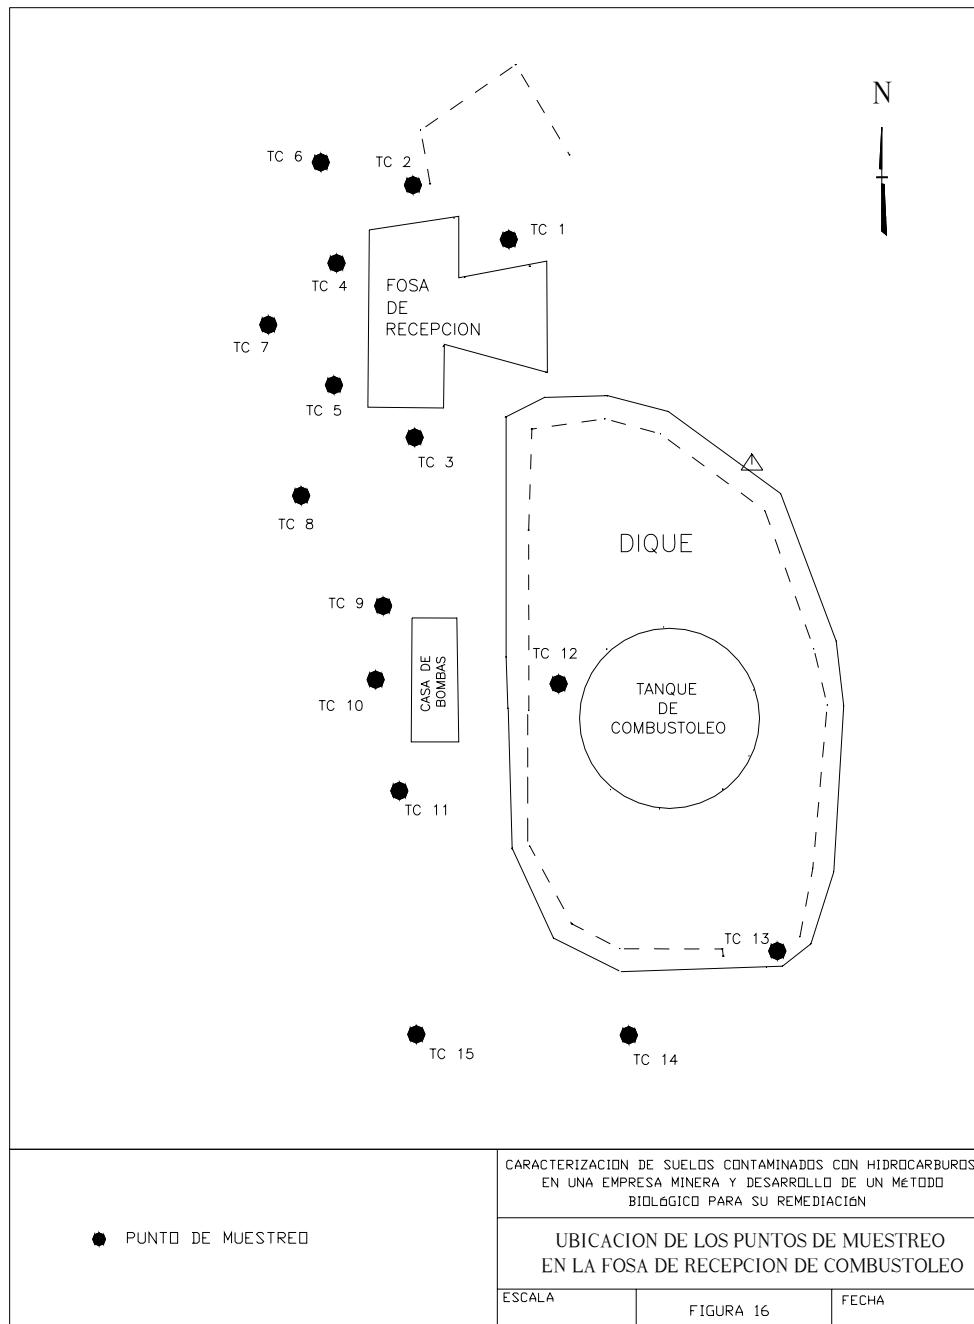 N
TC 6
TC 2
TC 1
TC 4
FOSA
DE
RECEPCION
TC 7
TC 5
TC 3
TC 8
DIQUE
TC 9
TC 12
CASA DE
BOMBAS
TANQUE
DE
COMBUSTOLEO
TC 10
TC 11
TC 13
TC 15
TC 14
PUNTO DE MUESTREO
CARACTERIZACION DE SUELOS CONTAMINADOS CON HIDROCARBUROS
EN UNA EMPRESA MINERA Y DESARROLLO DE UN MéTODO
BIOLóGICO PARA SU REMEDIACIóN
UBICACION DE LOS PUNTOS DE MUESTREO
EN LA FOSA DE RECEPCION DE COMBUSTOLEO
ESCALA
FIGURA 16
FECHA